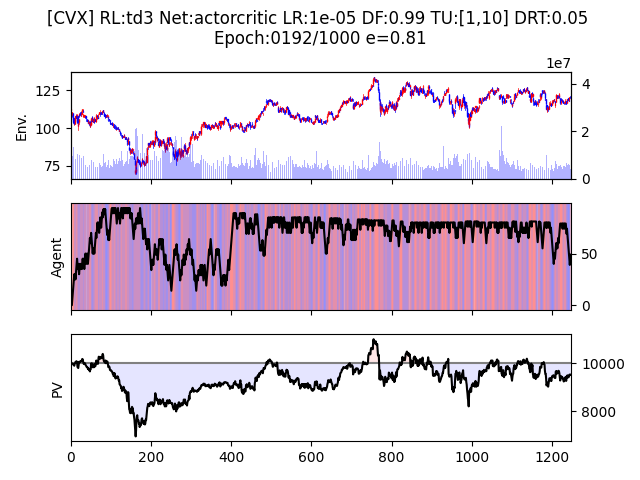 [CVX] RL:td3 Net:actorcritic LR:1e-05 DF:0.99 TU:[1,10] DRT:0.05
Epoch:0192/1000 e=0.81
1e7
125
100
75
Env.
4
2
0
Agent
50
0
PV
10000
8000
0
200
400
600
800
1000
1200